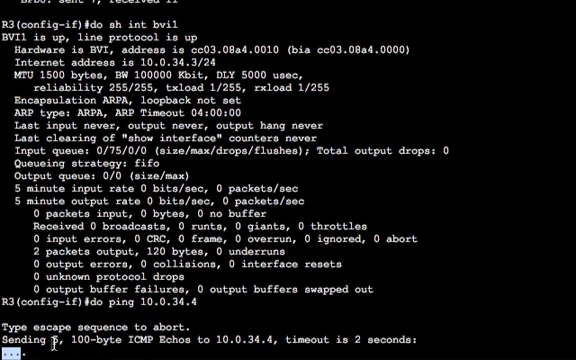 BPDU: sent 7, received 11
R3(config-if)#do sh int bvi1
BVI1 is up, line protocol is up
Hardware is BVI, address is cc03.08a4.0010 (bia cc03.08a4.0000)
Internet address is 10.0.34.3/24
MTU 1500 bytes, BW 100000 Kbit, DLY 5000 usec,
reliability 255/255, txload 1/255, rxload 1/255
Encapsulation ARPA, loopback not set
ARP type: ARPA, ARP Timeout 04:00:00
Last input never, output never, output hang never
Last clearing of "show interface" counters never
Input queue: 0/75/0/0 (size/max/drops/flushes); Total output drops: 0
Queueing strategy: fifo
Output queue: 0/0 (size/max)
5 minute input rate 0 bits/sec, 0 packets/sec
5 minute output rate 0 bits/sec, 0 packets/sec
0 packets input, 0 bytes, 0 no buffer
Received 0 broadcasts, 0 runts, 0 giants, 0 throttles
0 input errors, 0 CRC, 0 frame, 0 overrun, 0 ignored, 0 abort
2 packets output, 120 bytes, 0 underruns
0 output errors, 0 collisions, 0 interface resets
0 unknown protocol drops
0 output buffer failures, 0 output buffers swapped out
R3(config-if)#do ping 10.0.34.4
Type escape sequence to abort.
Sending 5, 100-byte ICMP Echos to 10.0.34.4, timeout is 2 seconds:
....